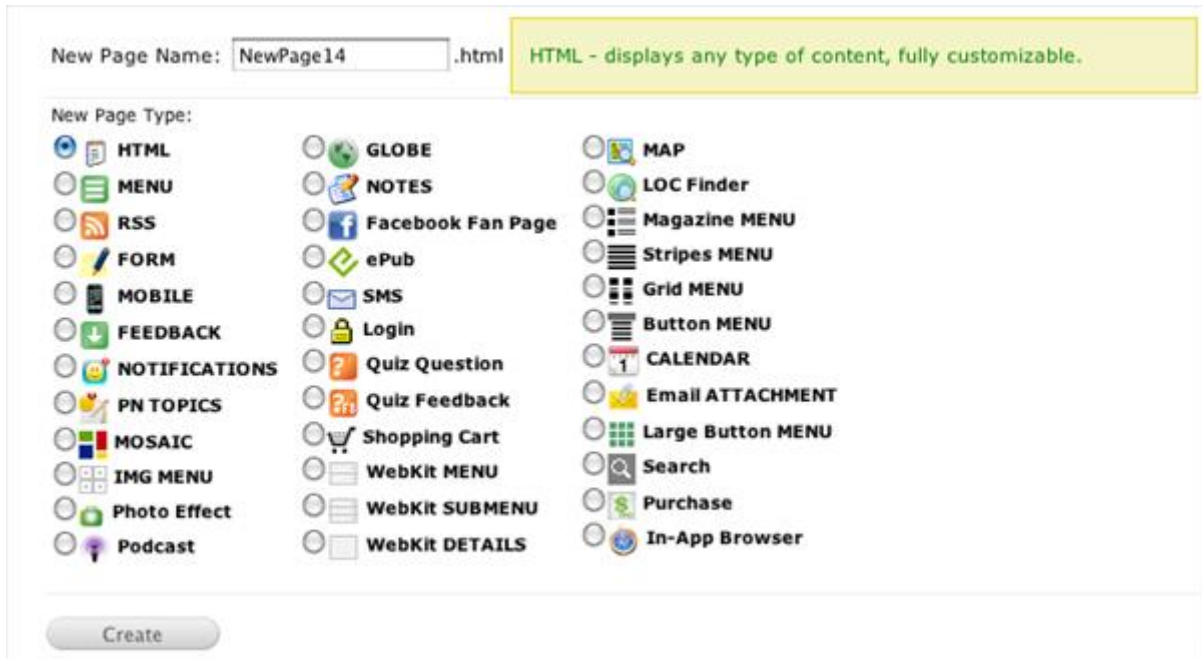 New Page Name: NewPage14 .html HTML - displays any type of content, fully customizable.
New Page Type:
HTML
MENU
RSS
FORM
MOBILE
FEEDBACK
NOTIFICATIONS
PN TOPICS
MOSAIC
IMG MENU
Photo Effect
Podcast
GLOBE
NOTES
Facebook Fan Page
ePub
SMS
Login
Quiz Question
Quiz Feedback
Shopping Cart
WebKit MENU
WebKit SUBMENU
WebKit DETAILS
MAP
LOC Finder
Magazine MENU
Stripes MENU
Grid MENU
Button MENU
CALENDAR
Email ATTACHMENT
Large Button MENU
Search
Purchase
In-App Browser
Create